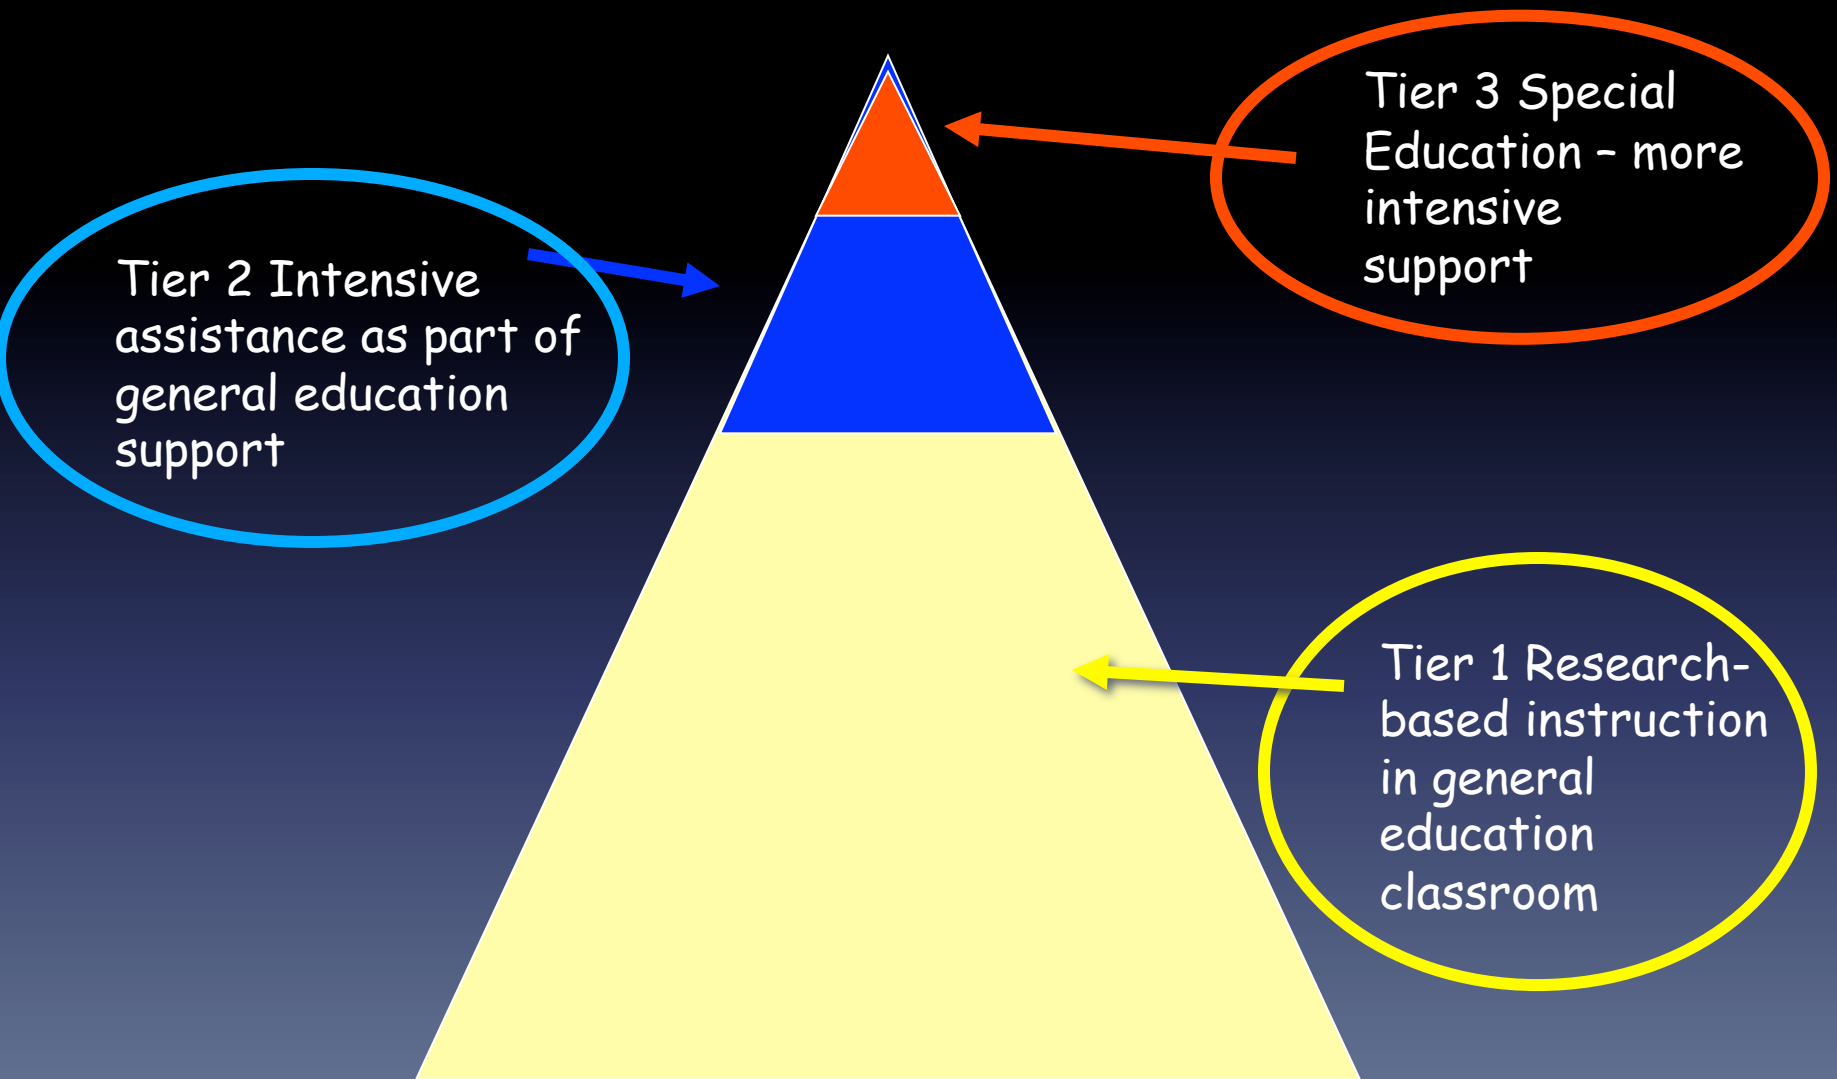 Tier 3 Special
Education – more
intensive
support
Tier 2 Intensive
assistance as part of
general education
support
Tier 1 Research-
based instruction
in general
education
classroom